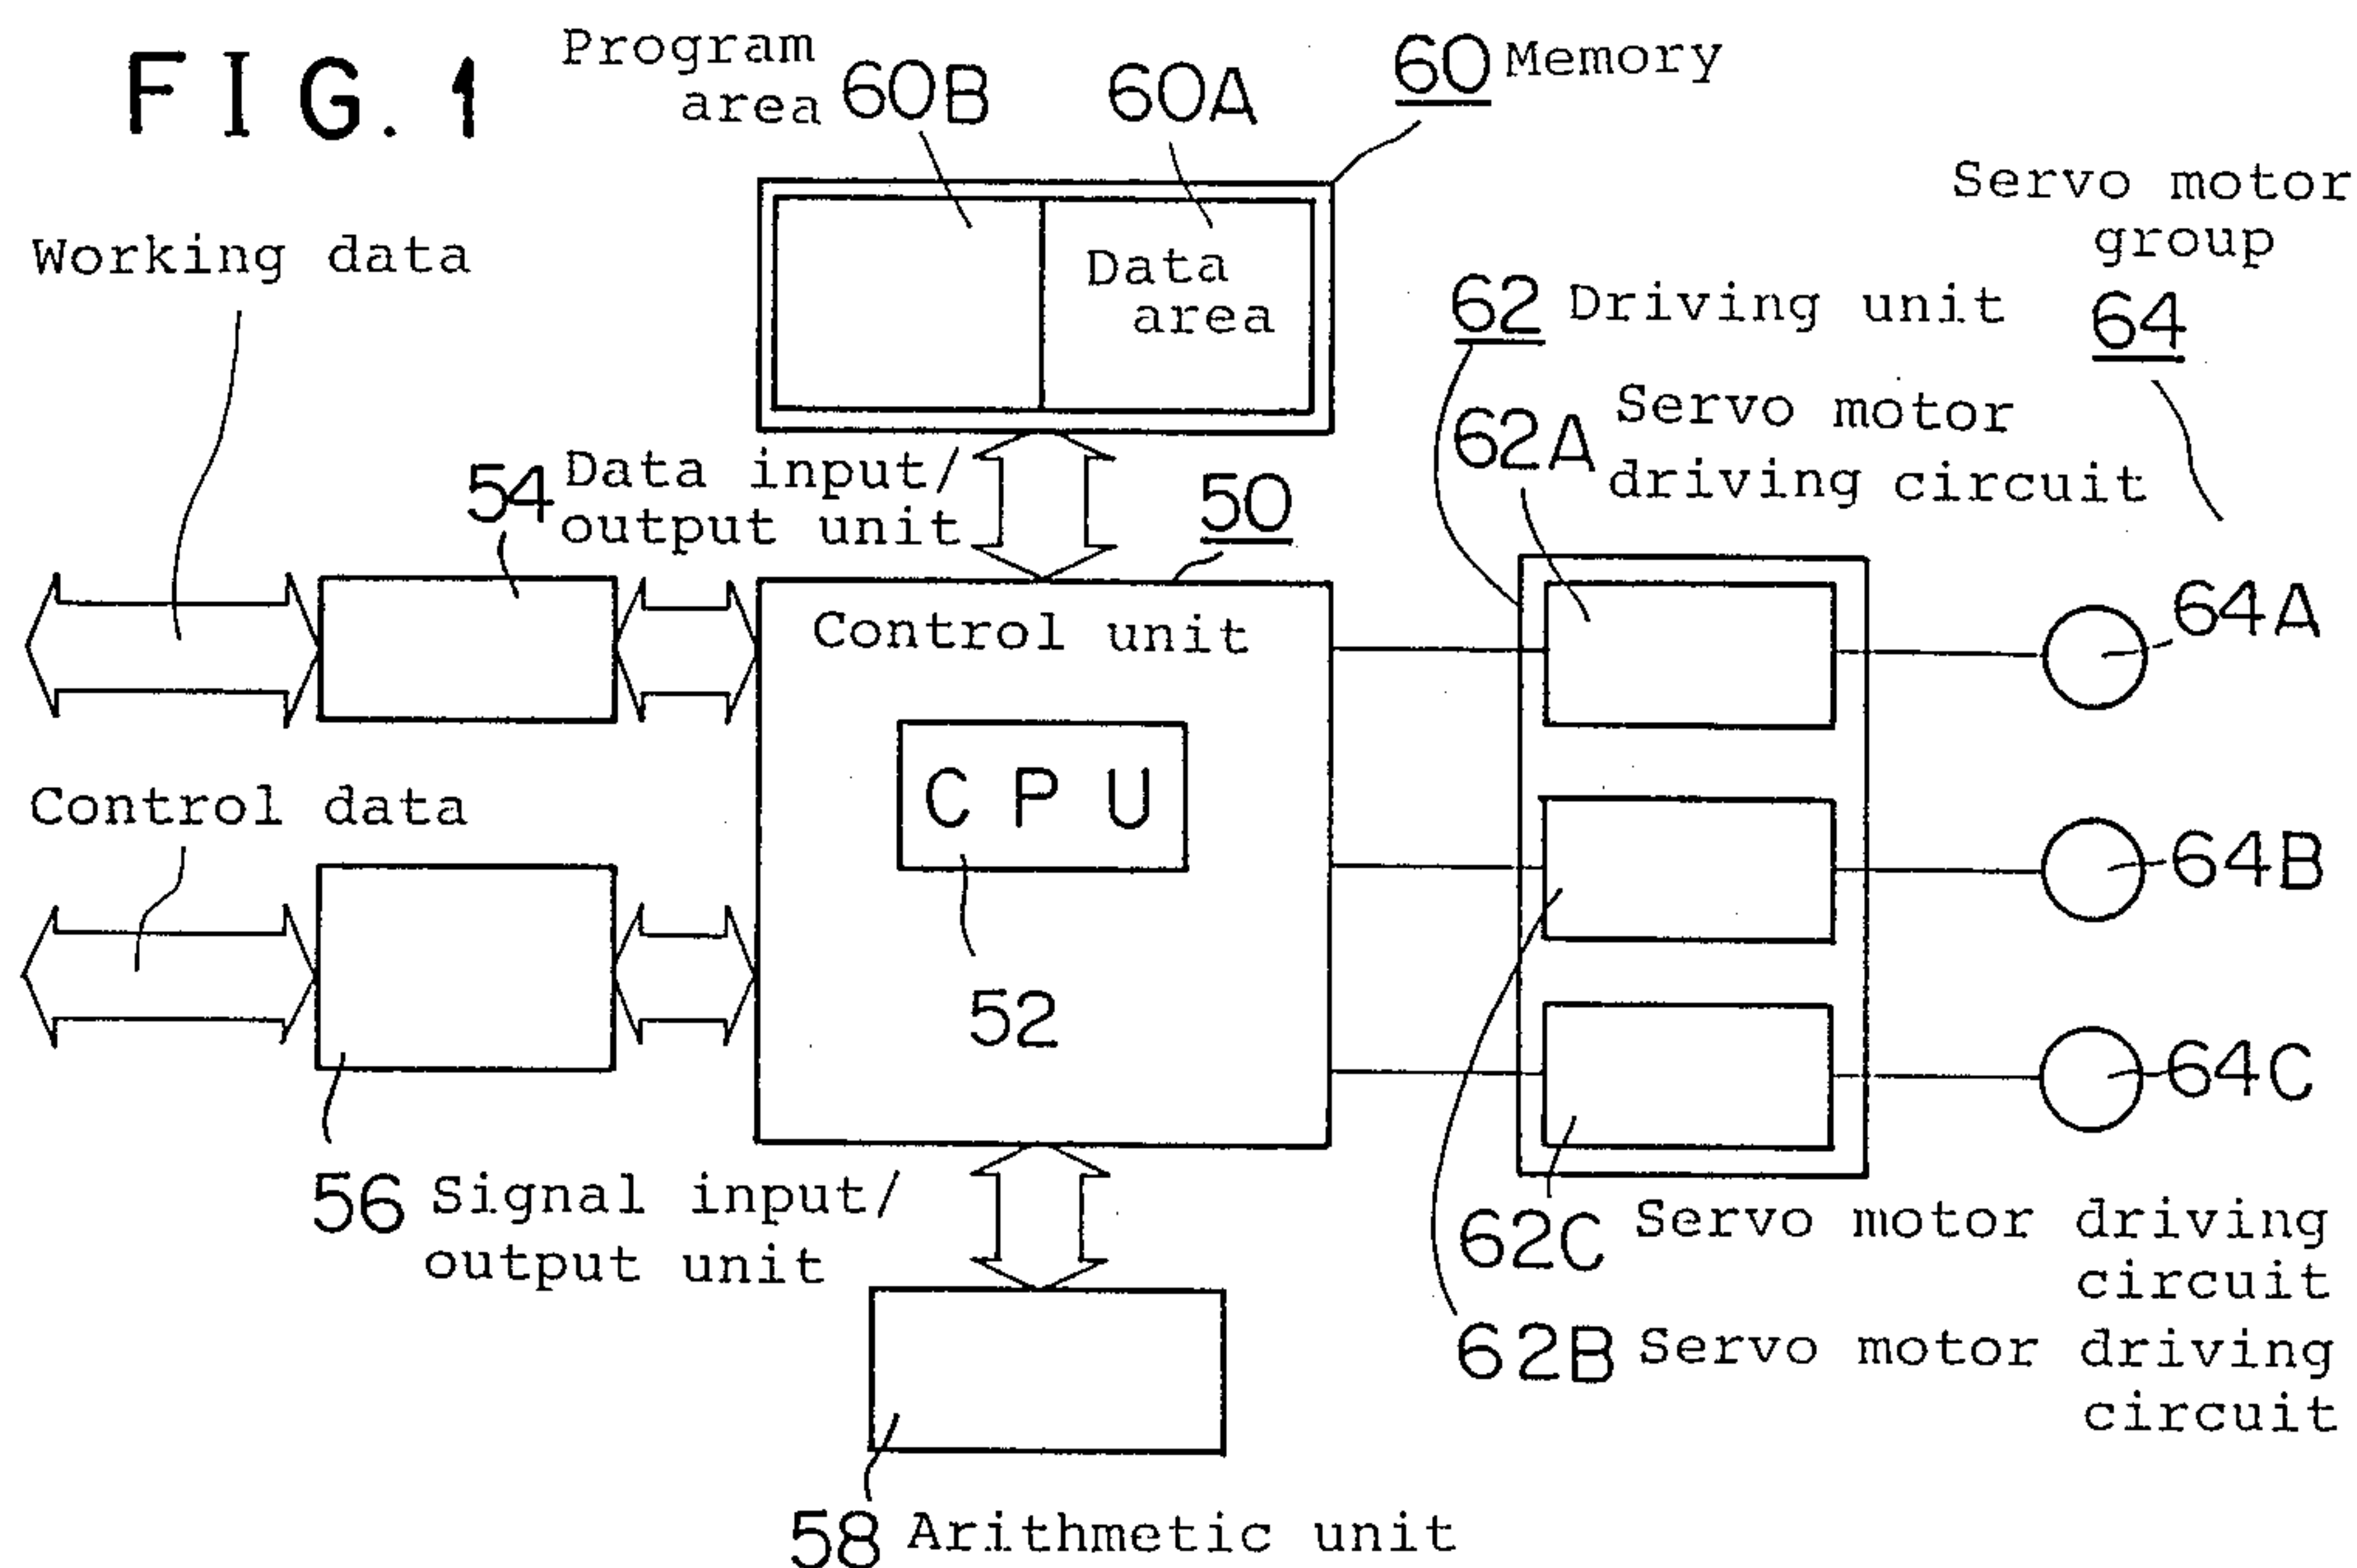 FIG. 1
Program
area 60B
60A
60 Memory
Servo motor
group
64
Working data
Data
area
62 Driving unit
62A Servo motor
driving circuit
54 Data input/
output unit
50
Control unit
64A
CPU
Control data
64B
52
64C
56 Signal input/
output unit
62C Servo motor driving
circuit
62B Servo motor driving
circuit
58 Arithmetic unit